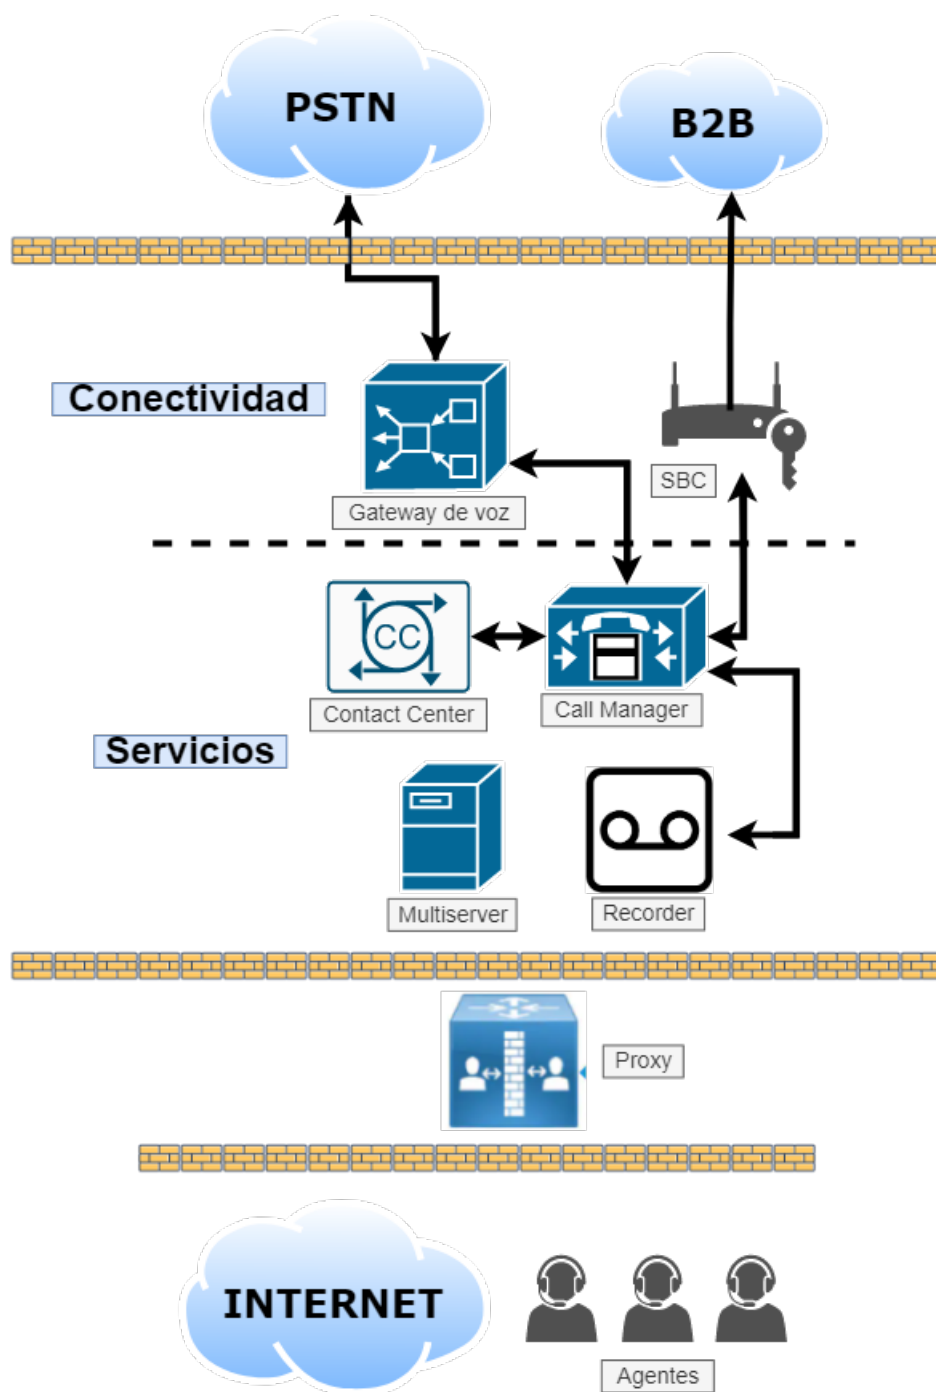 PSTN
B2B
Conectividad
SBC
Gateway de voz
CC
Contact Center
Call Manager
Servicios
Multiserver
Recorder
Proxy
INTERNET
Agentes